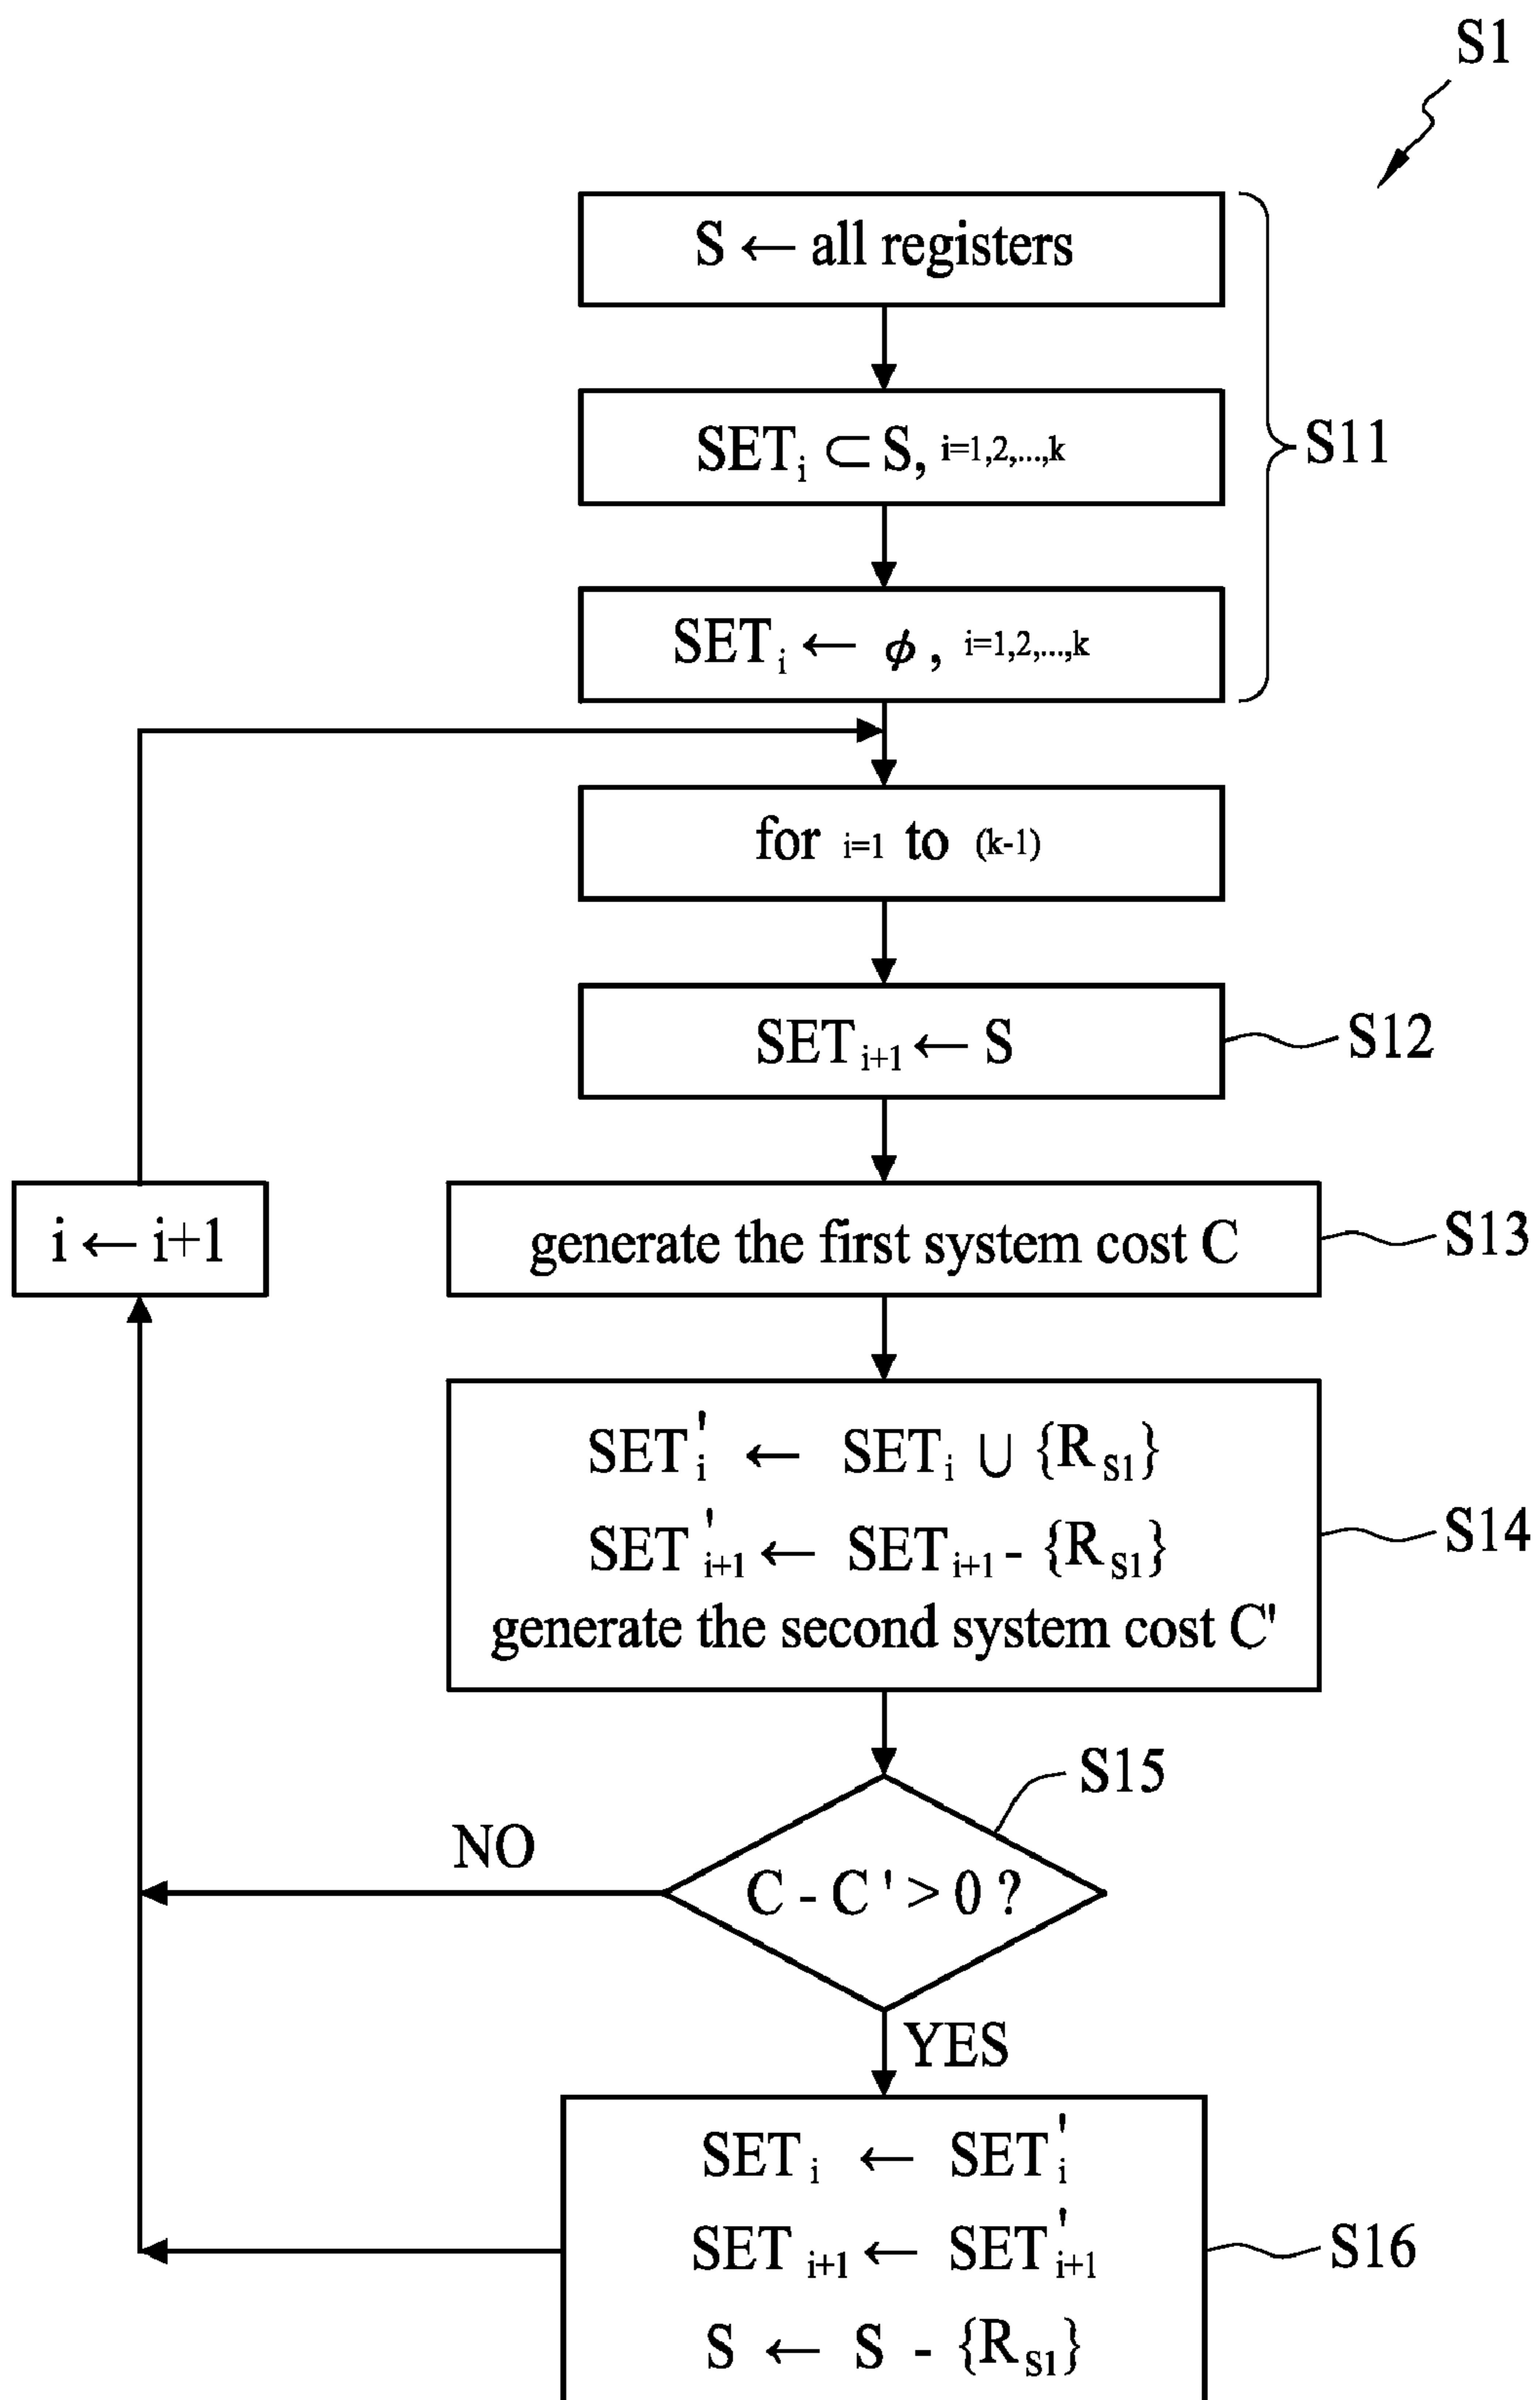 S1
S ← all registers
SETi ⊂ S, i=1,2,...,k
S11
SETi ← ϕ, i=1,2,...,k
for i=1 to (k-1)
SETi+1 ← S
S12
i ← i+1
generate the first system cost C
S13
SET'i ← SETi ∪ {RS1}
SET'i+1 ← SETi+1 - {RS1}
generate the second system cost C'
S14
S15
C - C' > 0 ?
NO
YES
SETi ← SET'i
SETi+1 ← SET'i+1
S ← S - {RS1}
S16